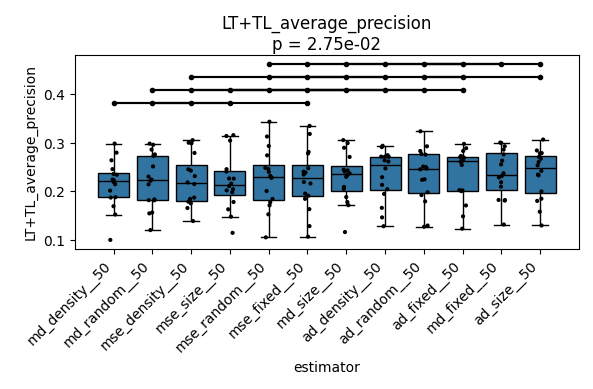 LT+TL_average_precision
p = 2.75e-02
LT+TL_average_precision
0.4
0.3
0.2
0.1
md_density__50
md_random__50
mse_density__50
mse_size__50
mse_random__50
mse_fixed__50
md_size__50
ad_density__50
ad_random__50
ad_fixed__50
md_fixed__50
ad_size__50
estimator